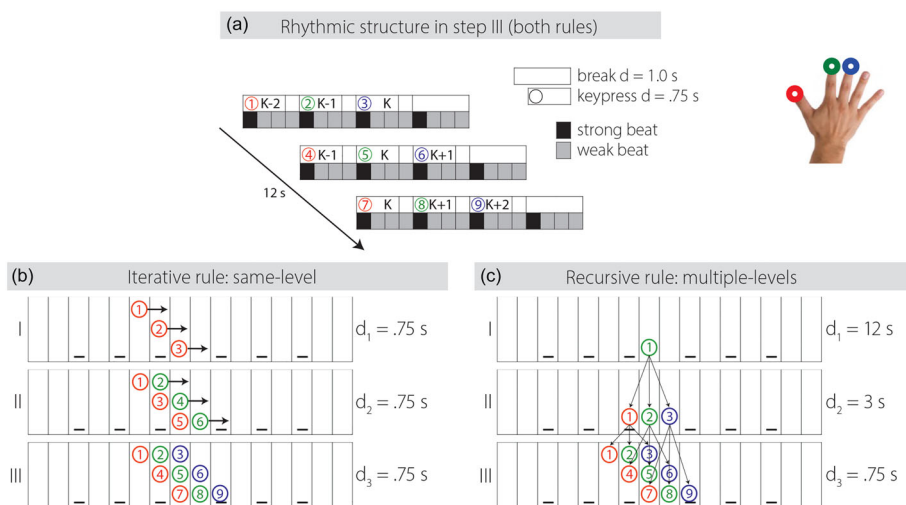 (a) Rhythmic structure in step III (both rules)
break d = 1.0 s
keypress d = .75 s
strong beat
weak beat
1 K-2 2 K-1 3 K
4 K-1 5 K 6 K+1
7 K 8 K+1 9 K+2
12 s
(b) Iterative rule: same-level
I
1
2
3
d1 = .75 s
II
1 2
3 4
5 6
d2 = .75 s
III
1 2 3
4 5 6
7 8 9
d3 = .75 s
(c) Recursive rule: multiple-levels
I
1
d1 = 12 s
II
1 2 3
d2 = 3 s
III
1 2 3
4 5 6
7 8 9
d3 = .75 s